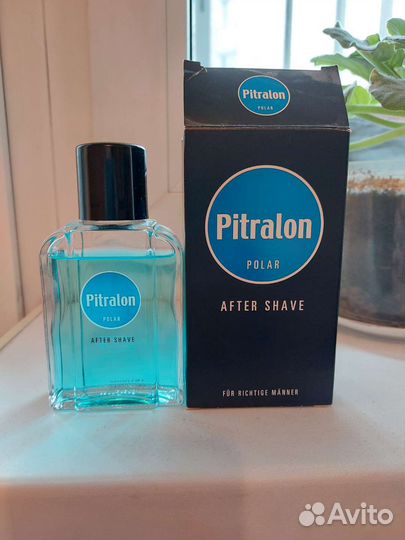 Pitralon
POLAR
Pitralon
POLAR
AFTER SHAVE
FÜR RICHTIGE MÄNNER
Pitralon
POLAR
AFTER SHAVE
Avito